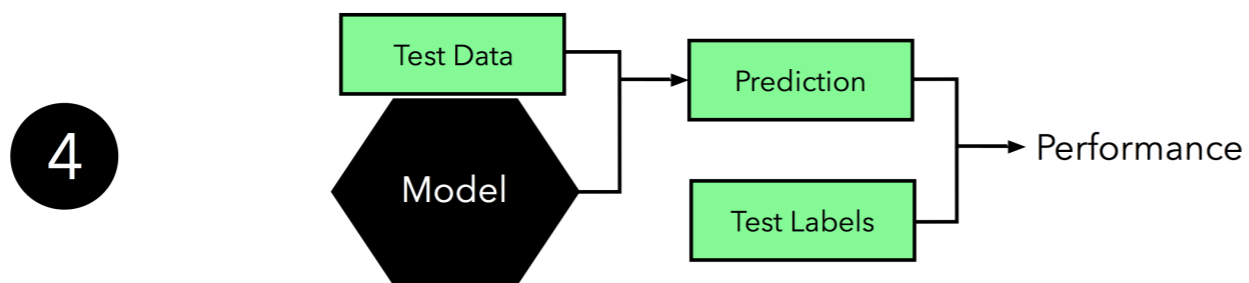 4
Test Data
Model
Prediction
Test Labels
Performance